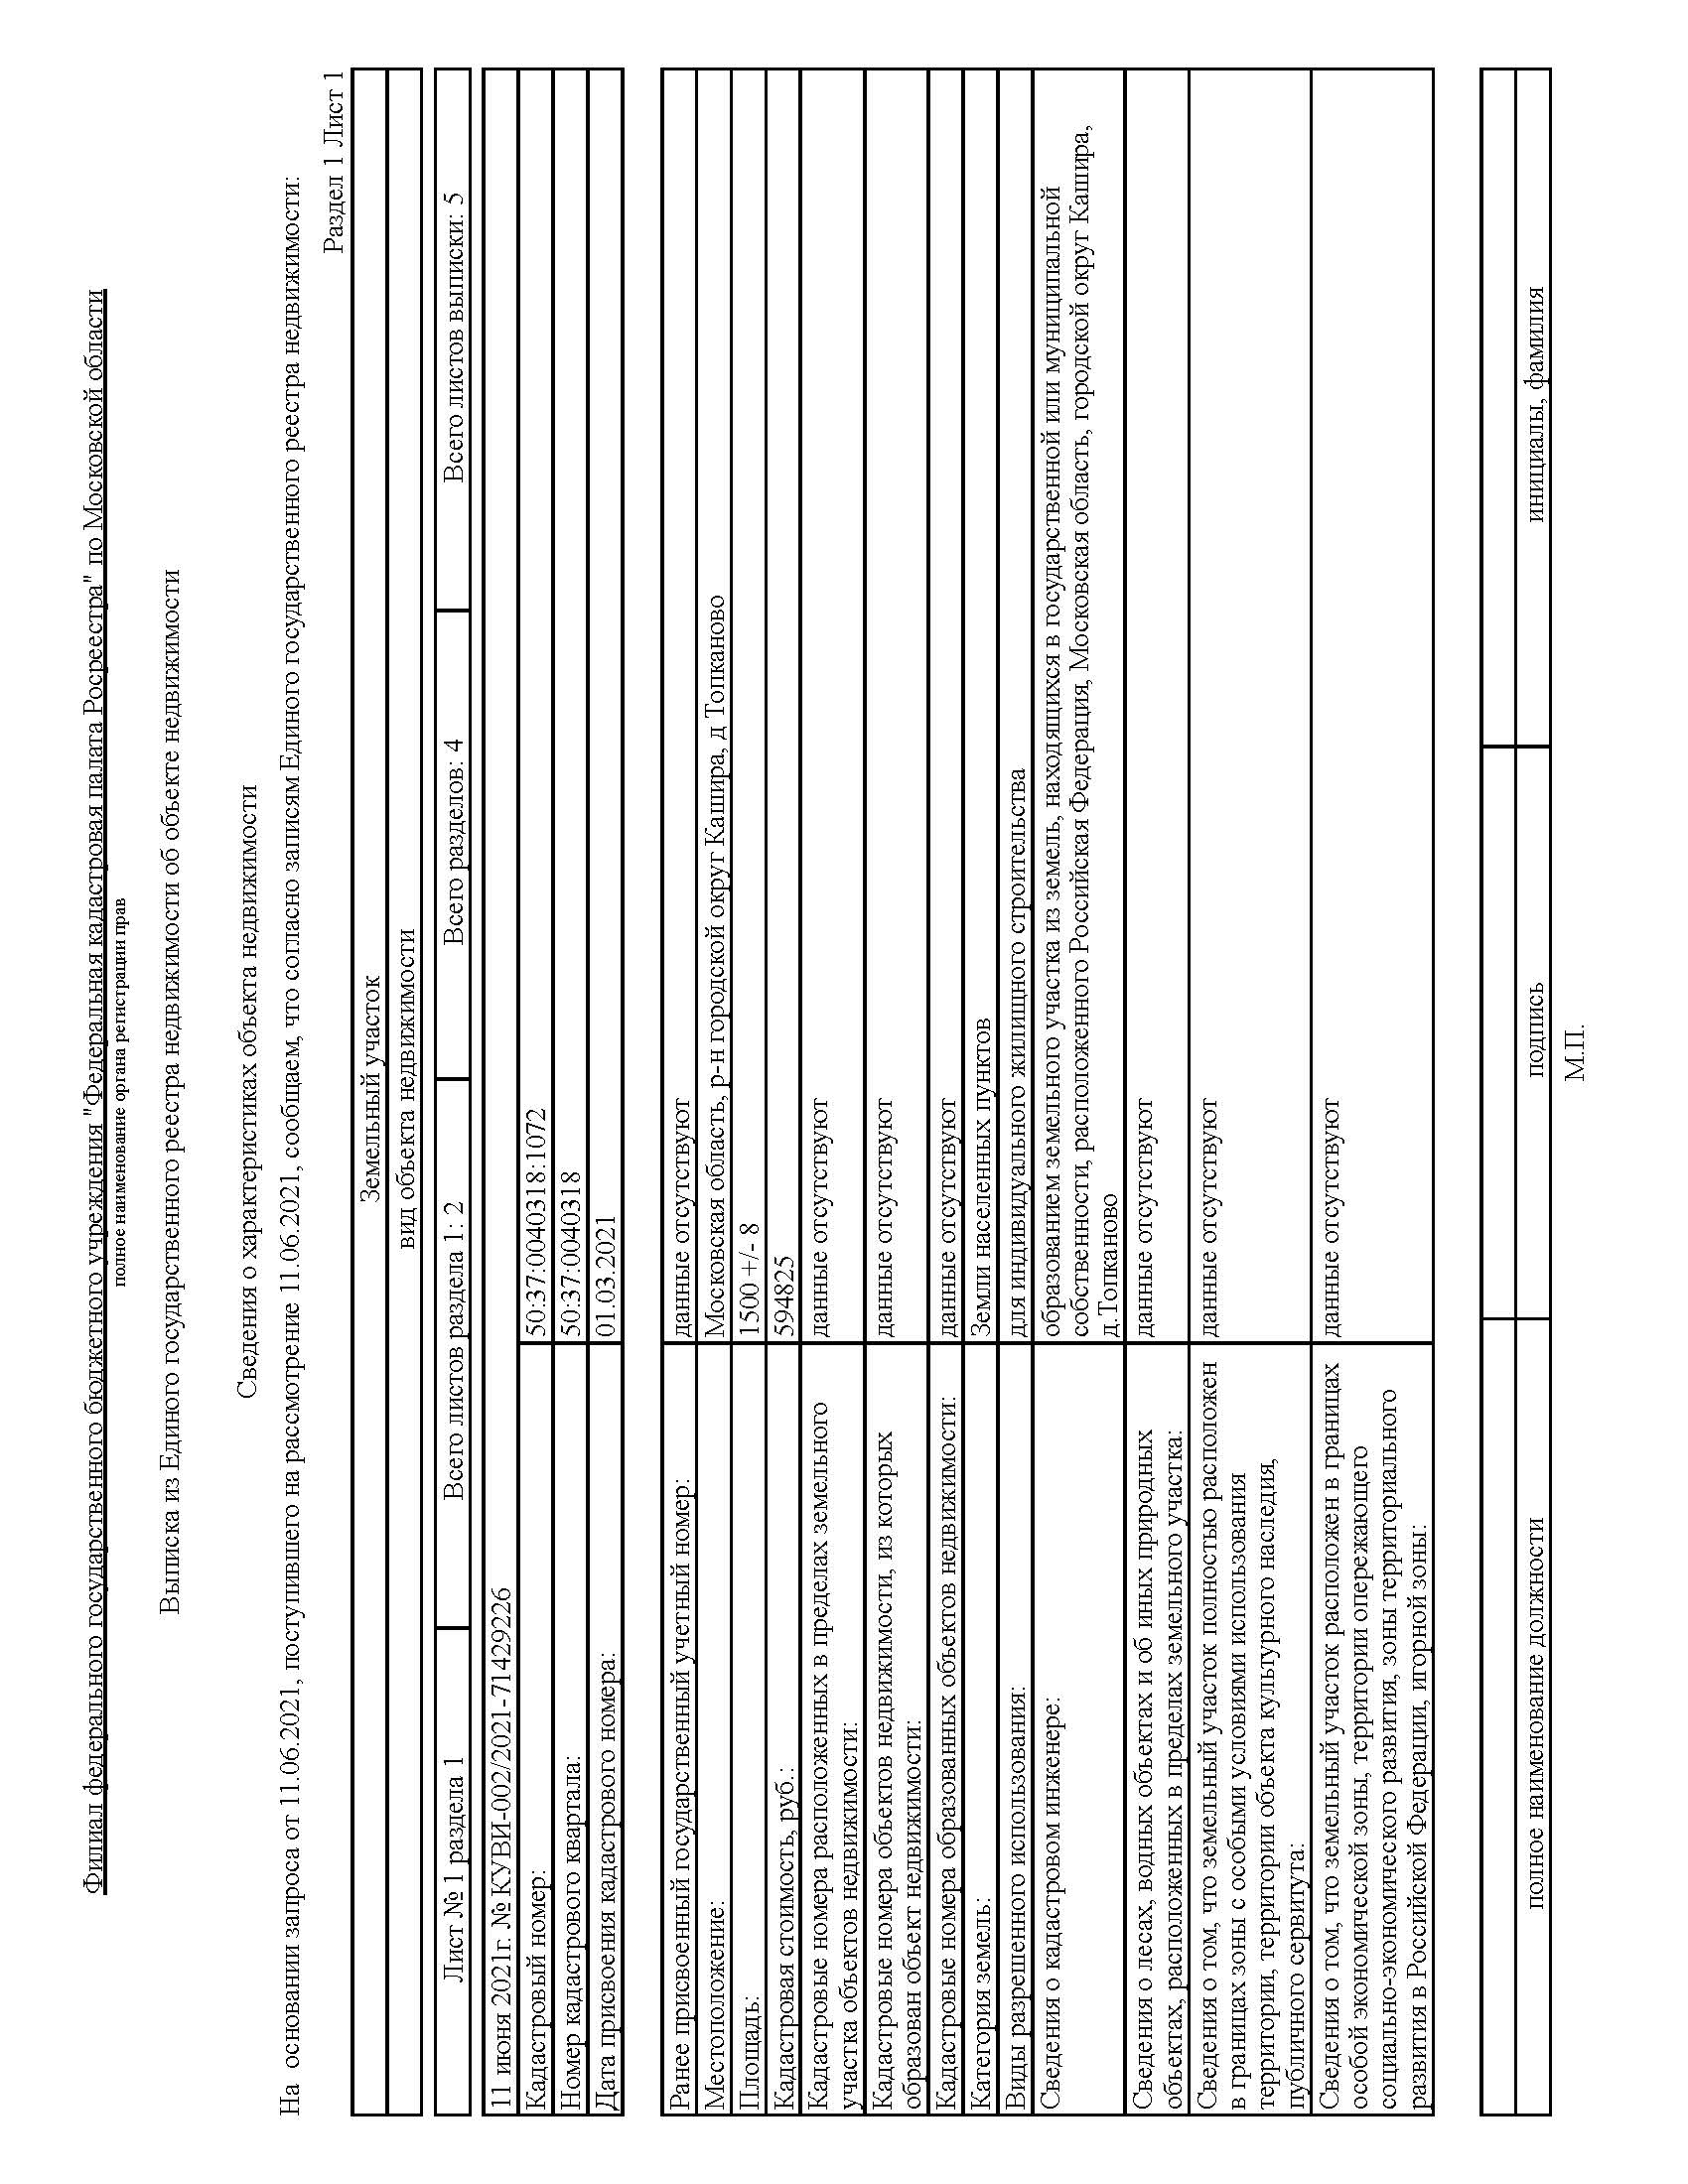 Филиал федерального государственного бюджетного учреждения "Федеральная кадастровая палата Росреестра" по Московской области
полное наименование органа регистрации прав
Выписка из Единого государственного реестра недвижимости об объекте недвижимости
Сведения о характеристиках объекта недвижимости
На основании запроса от 11.06.2021, поступившего на рассмотрение 11.06.2021, сообщаем, что согласно записям Единого государственного реестра недвижимости:
Раздел 1 Лист 1
Земельный участок
вид объекта недвижимости
Лист № 1 раздела 1 Всего листов раздела 1: 2 Всего разделов: 4 Всего листов выписки: 5
11 июня 2021г. № КУВИ-002/2021-71429226
Кадастровый номер: 50:37:0040318:1072
Номер кадастрового квартала: 50:37:0040318
Дата присвоения кадастрового номера: 01.03.2021
Ранее присвоенный государственный учетный номер: данные отсутствуют
Местоположение: Московская область, р-н городской округ Кашира, д Топканово
Площадь: 1500 +/- 8
Кадастровая стоимость, руб.: 594825
Кадастровые номера расположенных в пределах земельного данные отсутствуют
участка объектов недвижимости:
Кадастровые номера объектов недвижимости, из которых данные отсутствуют
образован объект недвижимости:
Кадастровые номера образованных объектов недвижимости: данные отсутствуют
Категория земель: Земли населенных пунктов
Виды разрешенного использования: для индивидуального жилищного строительства
Сведения о кадастровом инженере: образованием земельного участка из земель, находящихся в государственной или муниципальной
собственности, расположенного Российская Федерация, Московская область, городской округ Кашира,
д.Топканово
Сведения о лесах, водных объектах и об иных природных данные отсутствуют
объектах, расположенных в пределах земельного участка:
Сведения о том, что земельный участок полностью расположен данные отсутствуют
в границах зоны с особыми условиями использования
территории, территории объекта культурного наследия,
публичного сервитута:
Сведения о том, что земельный участок расположен в границах данные отсутствуют
особой экономической зоны, территории опережающего
социально-экономического развития, зоны территориального
развития в Российской Федерации, игорной зоны:
полное наименование должности подпись инициалы, фамилия
М.П.